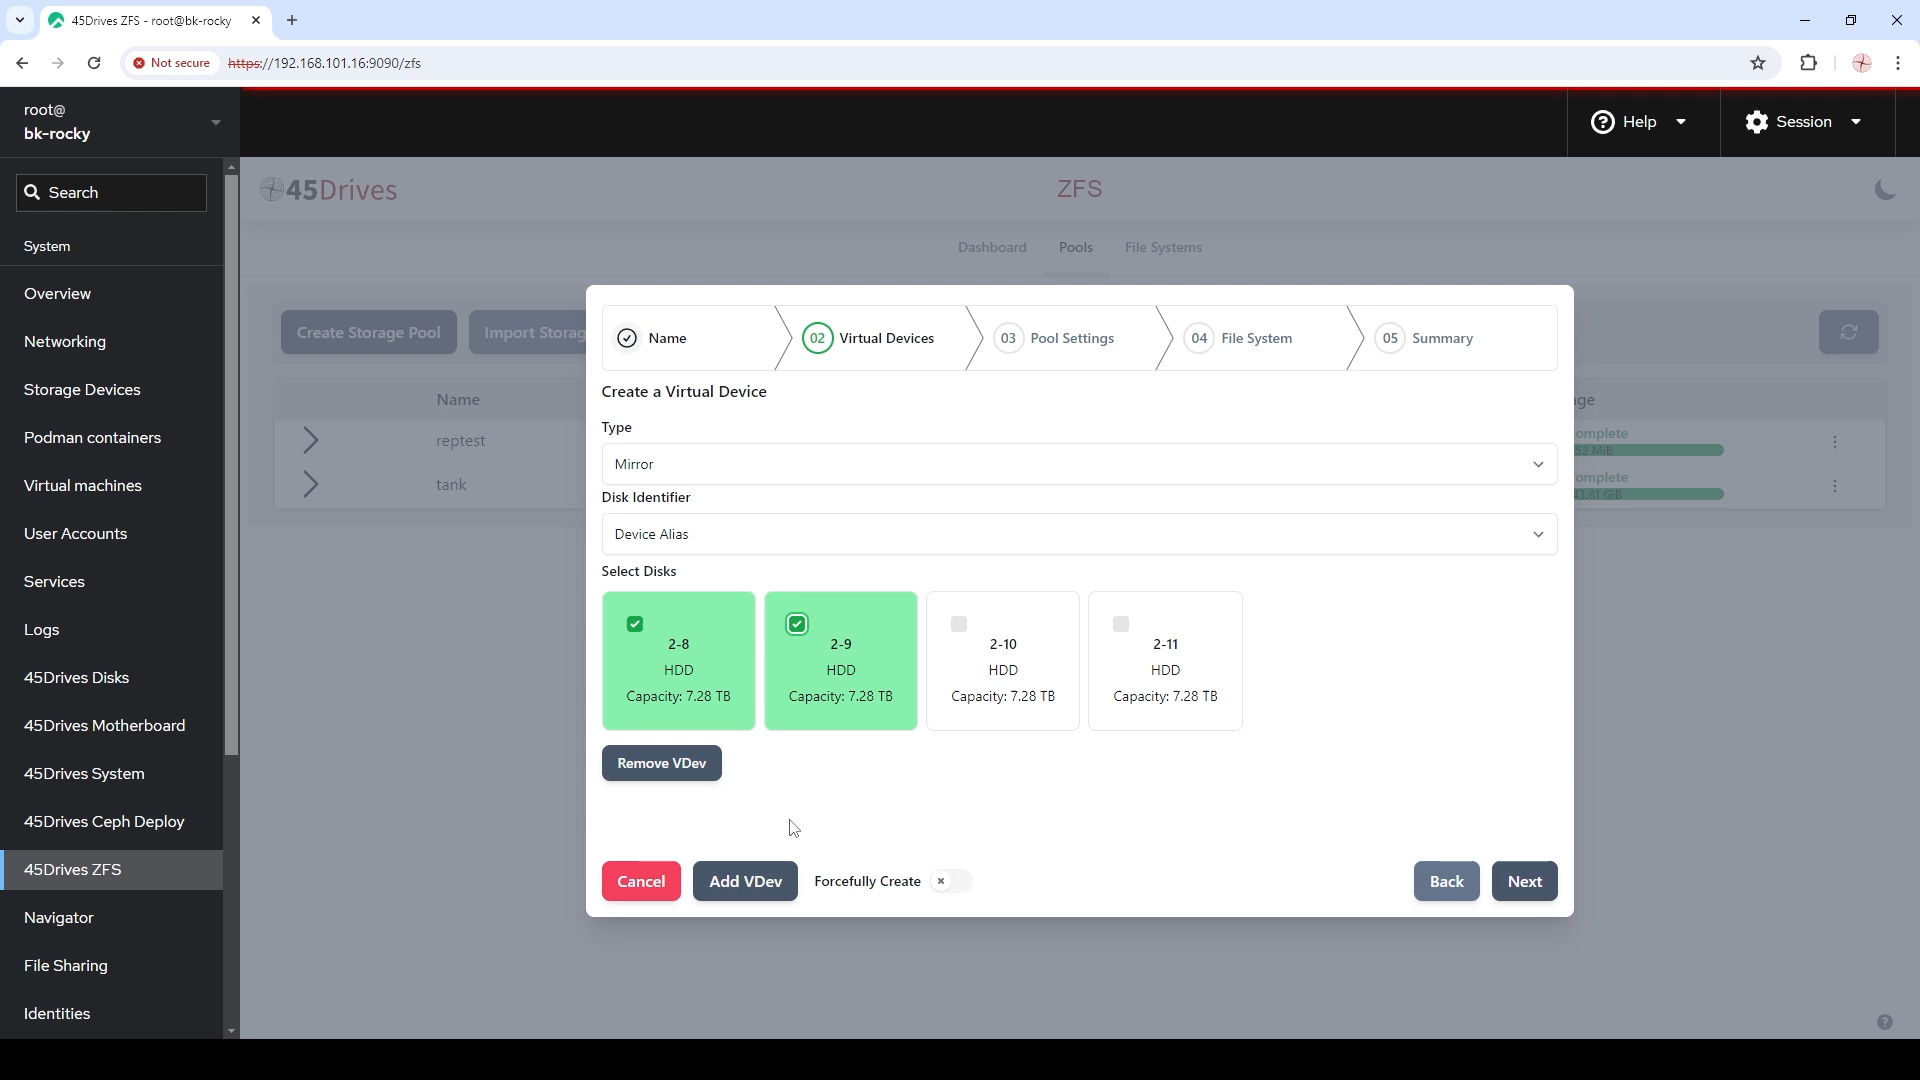 45Drives ZFS - root@bk-rocky
Not secure https://192.168.101.16:9090/zfs
root@
bk-rocky
Help
Session
Search
System
Overview
Networking
Storage Devices
Podman containers
Virtual machines
User Accounts
Services
Logs
45Drives Disks
45Drives Motherboard
45Drives System
45Drives Ceph Deploy
45Drives ZFS
Navigator
File Sharing
Identities
45Drives
ZFS
Dashboard Pools File Systems
Create Storage Pool Import Storag
Name
reptest
tank
age
omplete
52 MiB
omplete
43.81 GiB
Name 02 Virtual Devices 03 Pool Settings 04 File System 05 Summary
Create a Virtual Device
Type
Mirror
Disk Identifier
Device Alias
Select Disks
2-8
HDD
Capacity: 7.28 TB
2-9
HDD
Capacity: 7.28 TB
2-10
HDD
Capacity: 7.28 TB
2-11
HDD
Capacity: 7.28 TB
Remove VDev
Cancel Add VDev Forcefully Create Back Next